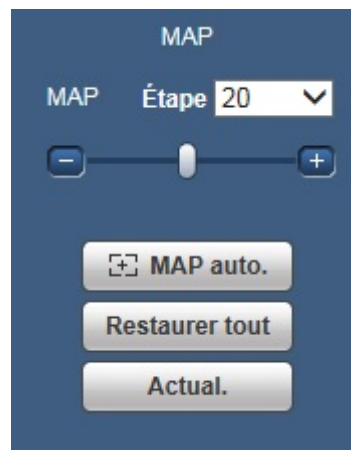 MAP
MAP Étape 20
MAP auto.
Restaurer tout
Actual.